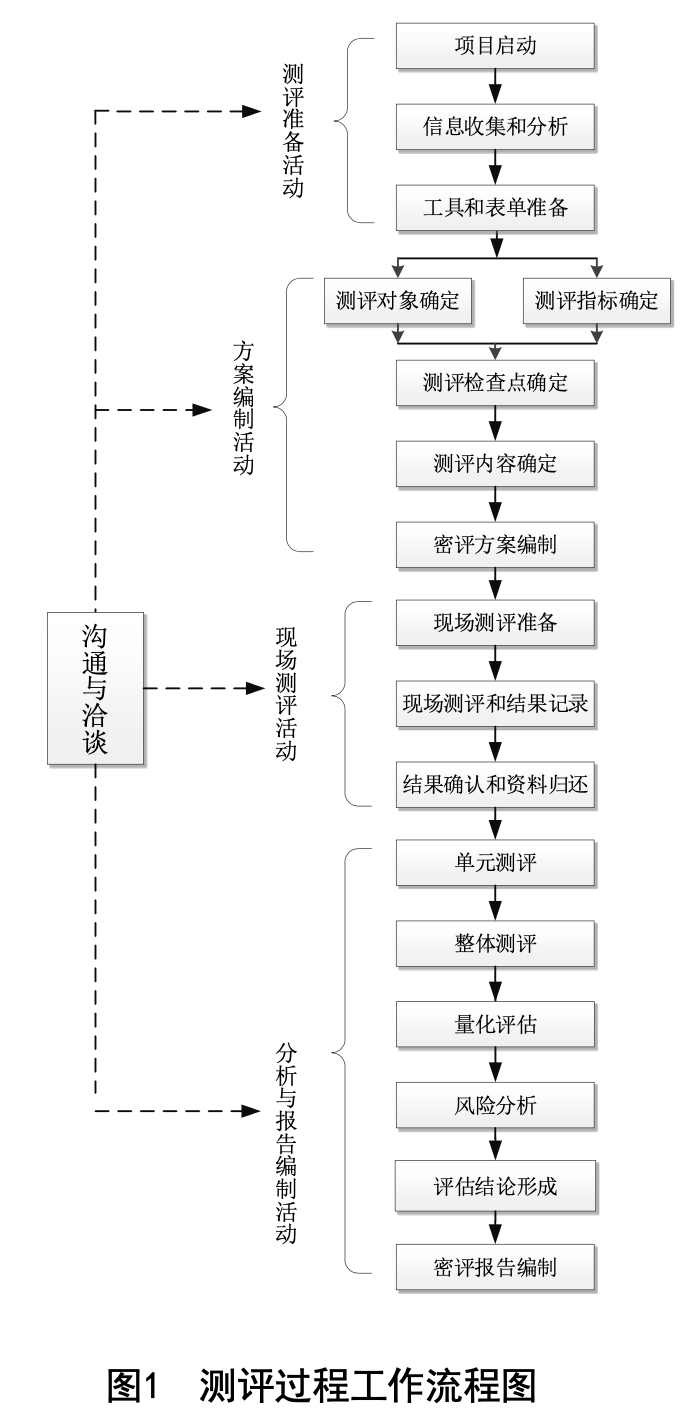 测评准备活动
项目启动
信息收集和分析
工具和表单准备
方案编制活动
测评对象确定
测评指标确定
测评检查点确定
测评内容确定
密评方案编制
沟通与洽谈
现场测评活动
现场测评准备
现场测评和结果记录
结果确认和资料归还
分析与报告编制活动
单元测评
整体测评
量化评估
风险分析
评估结论形成
密评报告编制
图1 测评过程工作流程图